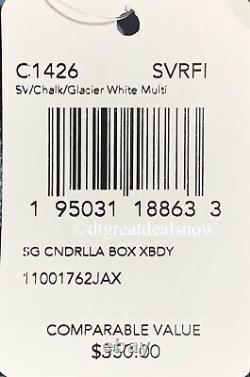 C1426 SVRFI
SV/Chalk/Glacier White Multi
1 95031 18863 3
©dtgreatdealsnow
SG CNDRLLA BOX XBDY
11001762JAX
COMPARABLE VALUE
$350.00
ebay